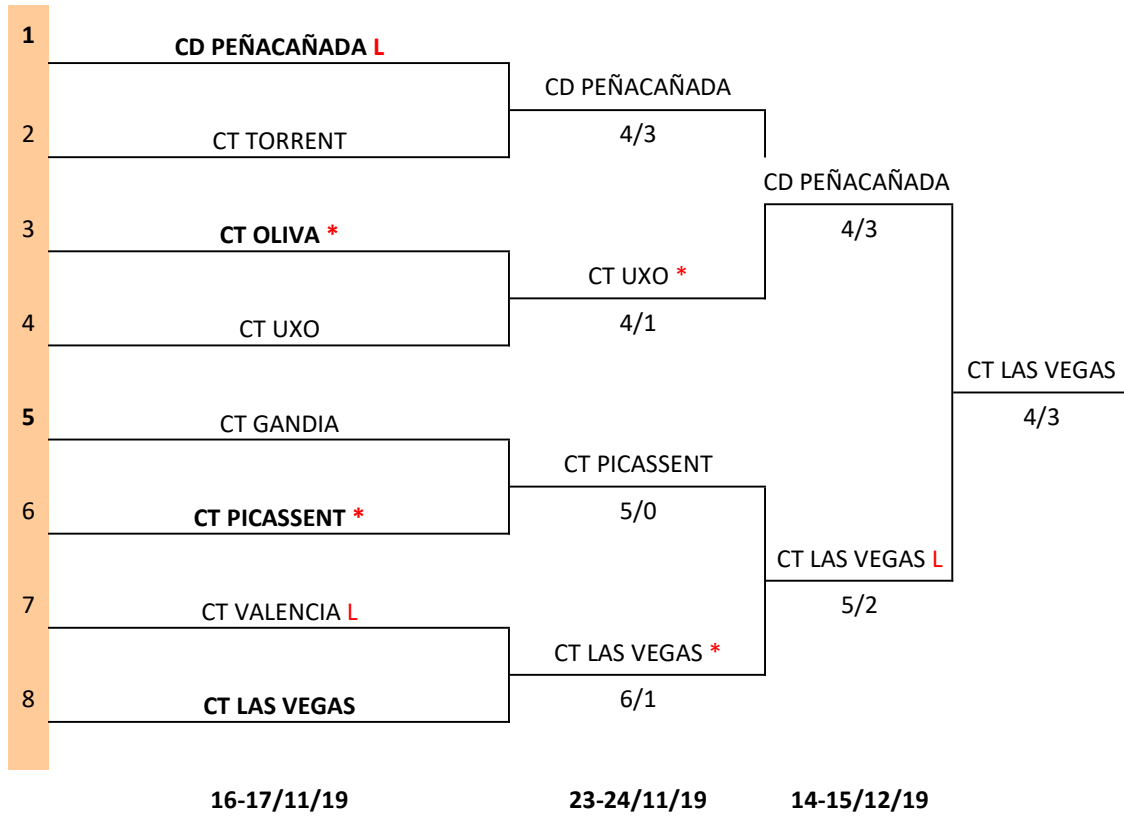 1
CD PEÑACAÑADA L
CD PEÑACAÑADA
2
CT TORRENT
4/3
CD PEÑACAÑADA
3
CT OLIVA *
4/3
CT UXO *
4
CT UXO
4/1
CT LAS VEGAS
5
CT GANDIA
4/3
CT PICASSENT
6
CT PICASSENT *
5/0
CT LAS VEGAS L
7
CT VALENCIA L
5/2
CT LAS VEGAS *
8
CT LAS VEGAS
6/1
16-17/11/19
23-24/11/19
14-15/12/19